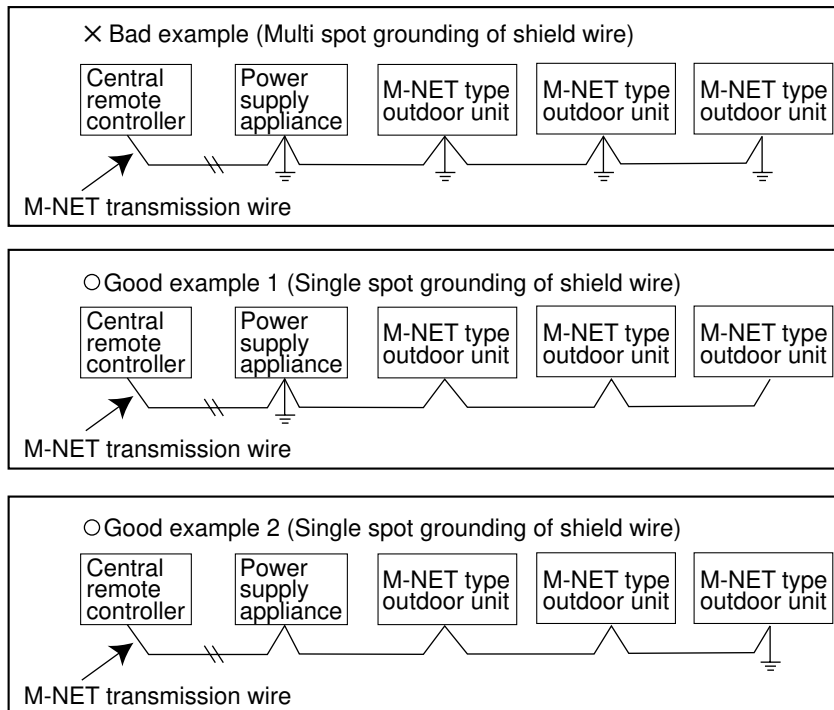 × Bad example (Multi spot grounding of shield wire)
Central
remote
controller
Power
supply
appliance
M-NET type
outdoor unit
M-NET type
outdoor unit
M-NET type
outdoor unit
M-NET transmission wire
○Good example 1 (Single spot grounding of shield wire)
Central
remote
controller
Power
supply
appliance
M-NET type
outdoor unit
M-NET type
outdoor unit
M-NET type
outdoor unit
M-NET transmission wire
○Good example 2 (Single spot grounding of shield wire)
Central
remote
controller
Power
supply
appliance
M-NET type
outdoor unit
M-NET type
outdoor unit
M-NET type
outdoor unit
M-NET transmission wire